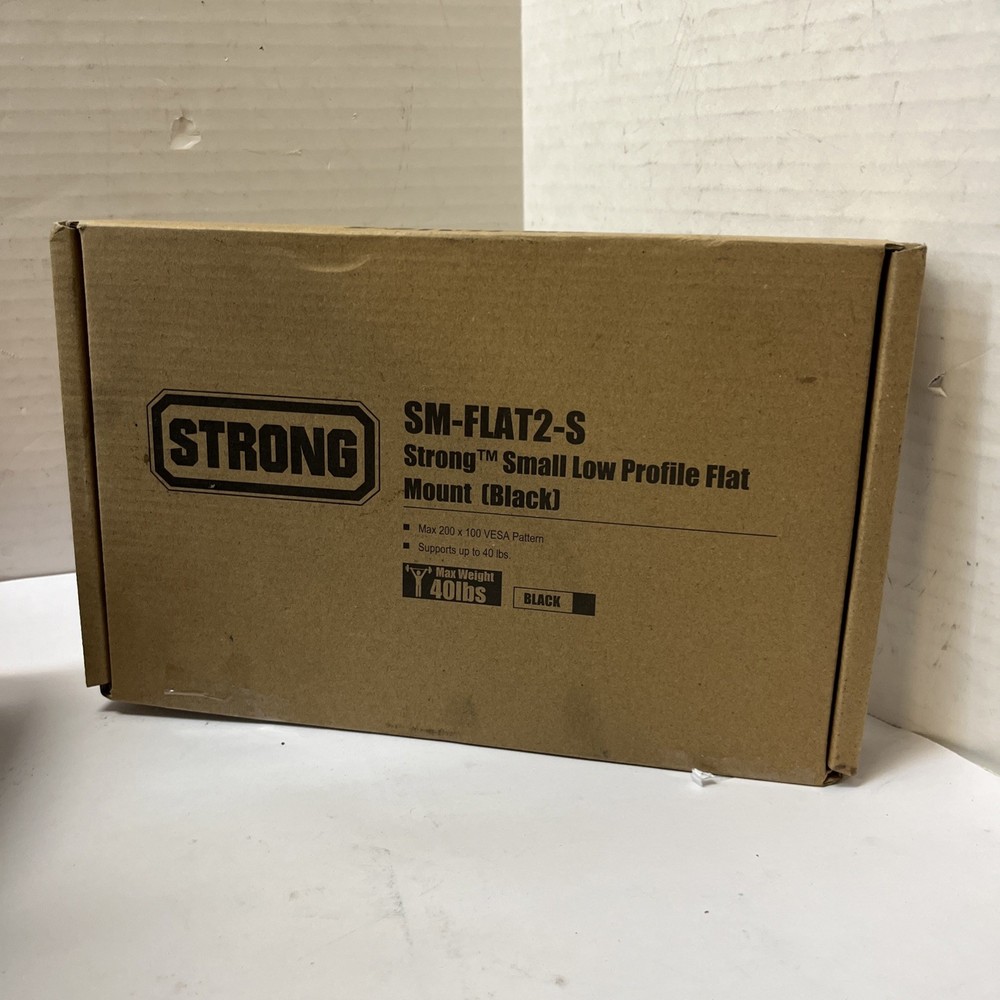 STRONG
SM-FLAT2-S
Strong™ Small Low Profile Flat
Mount (Black)
Max 200 x 100 VESA Pattern
Supports up to 40 lbs.
Max Weight
40lbs
BLACK